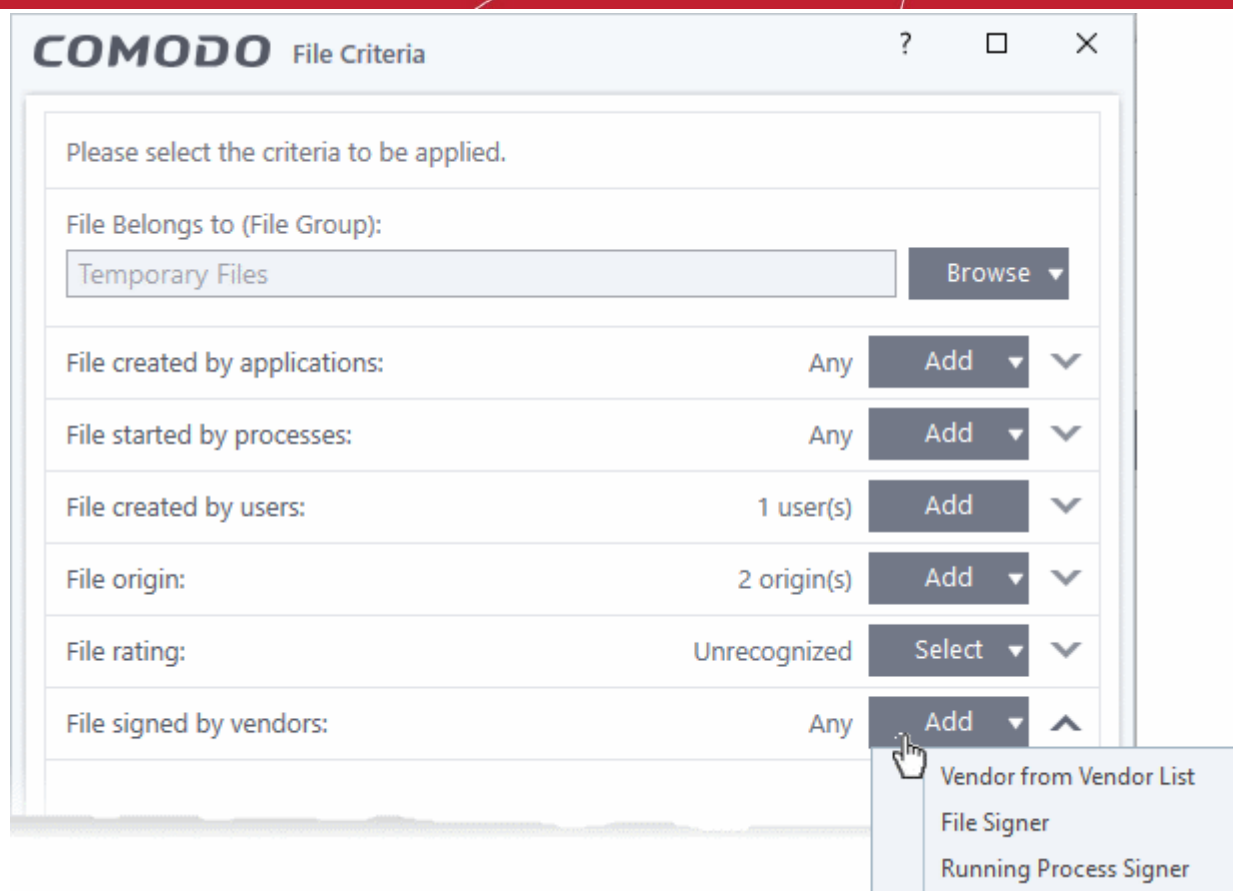 COMODO File Criteria ?
Please select the criteria to be applied.
File Belongs to (File Group):
Temporary Files Browse
File created by applications: Any Add
File started by processes: Any Add
File created by users: 1 user(s) Add
File origin: 2 origin(s) Add
File rating: Unrecognized Select
File signed by vendors: Any Add
Vendor from Vendor List
File Signer
Running Process Signer